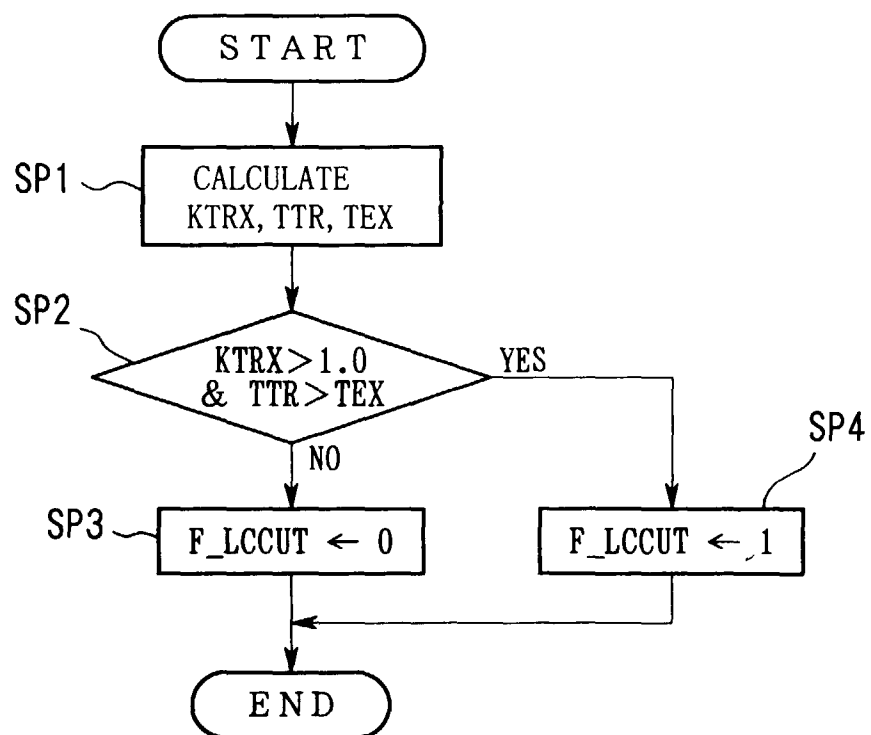 START
SP1
CALCULATE
KTRX, TTR, TEX
SP2
KTRX>1.0
& TTR>TEX
YES
NO
SP4
SP3
F_LCCUT ← 0
F_LCCUT ← 1
END